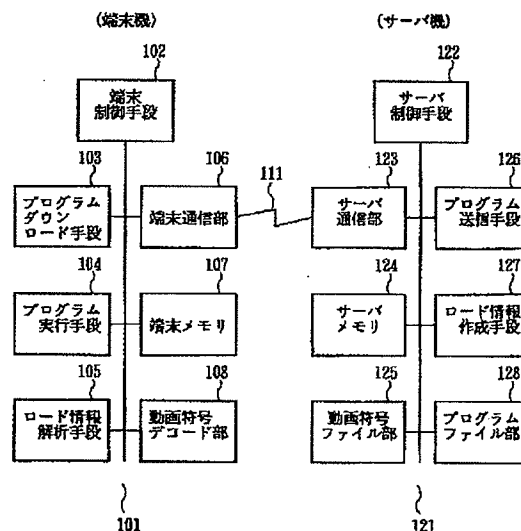 (端末機)
(サーバ機)
102
122
端末
制御手段
サーバ
制御手段
103
106
111
123
126
プログラム
ダウン
ロード手段
端末通信部
サーバ
通信部
プログラム
送信手段
104
107
124
127
プログラム
実行手段
端末メモリ
サーバ
メモリ
ロード情報
作成手段
105
108
125
128
ロード情報
解析手段
動画符号
デコード部
動画符号
ファイル部
プログラム
ファイル部
101
121